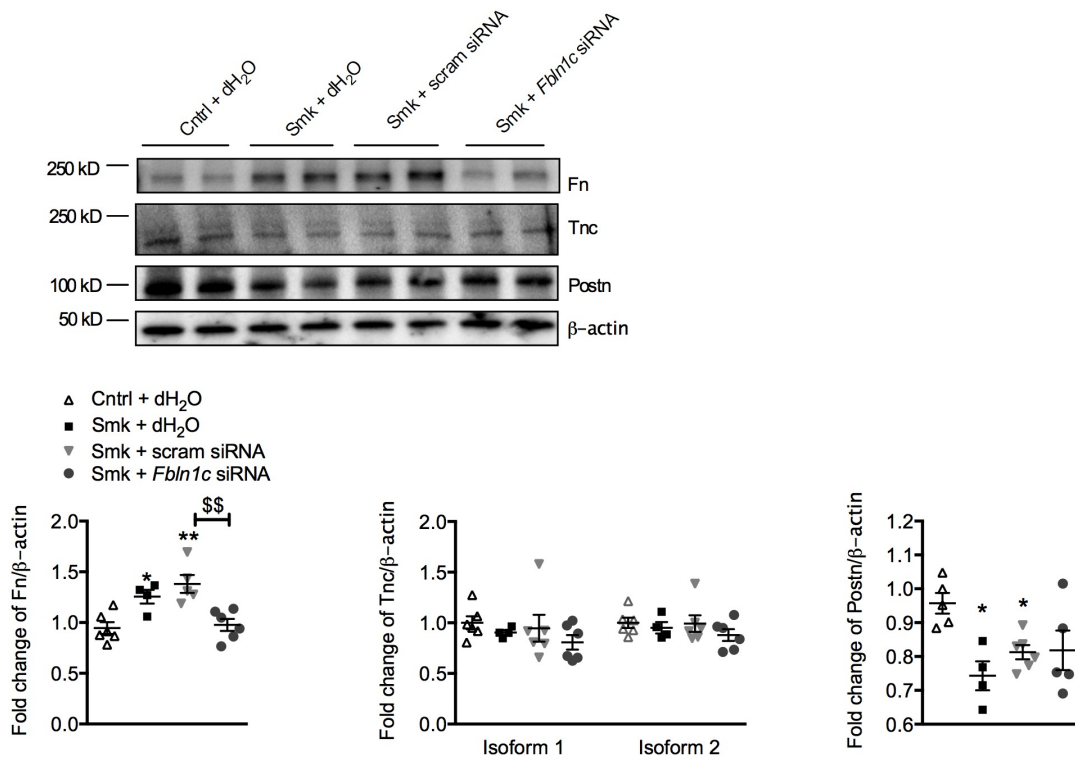 Cntrl + dH₂O
Smk + dH₂O
Smk + scram siRNA
Smk + Fbln1c siRNA
250 kD
Fn
250 kD
Tnc
100 kD
Postn
50 kD
β-actin
Cntrl + dH₂O
Smk + dH₂O
Smk + scram siRNA
Smk + Fbln1c siRNA
Fold change of Fn/β-actin
2.0
1.5
1.0
0.5
0.0
*
**
$$
Fold change of Tnc/β-actin
2.0
1.5
1.0
0.5
0.0
Isoform 1
Isoform 2
Fold change of Postn/β-actin
1.2
1.1
1.0
0.9
0.8
0.7
0.6
*
*